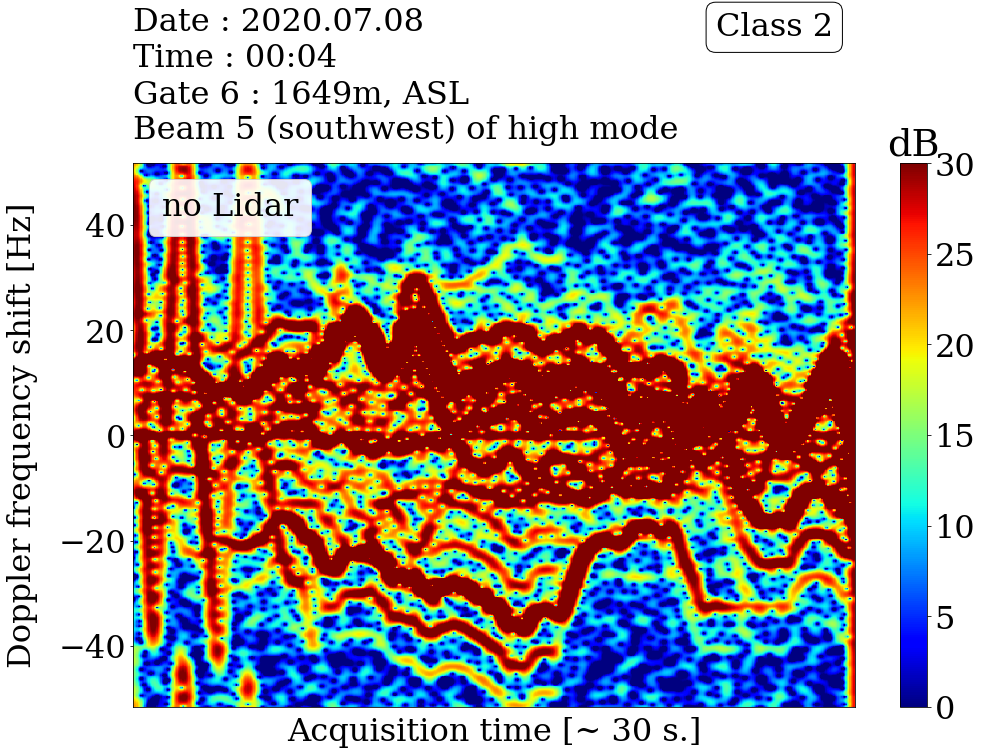 Date : 2020.07.08
Time : 00:04
Gate 6 : 1649m, ASL
Beam 5 (southwest) of high mode
Class 2
dB
no Lidar
Doppler frequency shift [Hz]
40
20
0
−20
−40
Acquisition time [~ 30 s.]
30
25
20
15
10
5
0